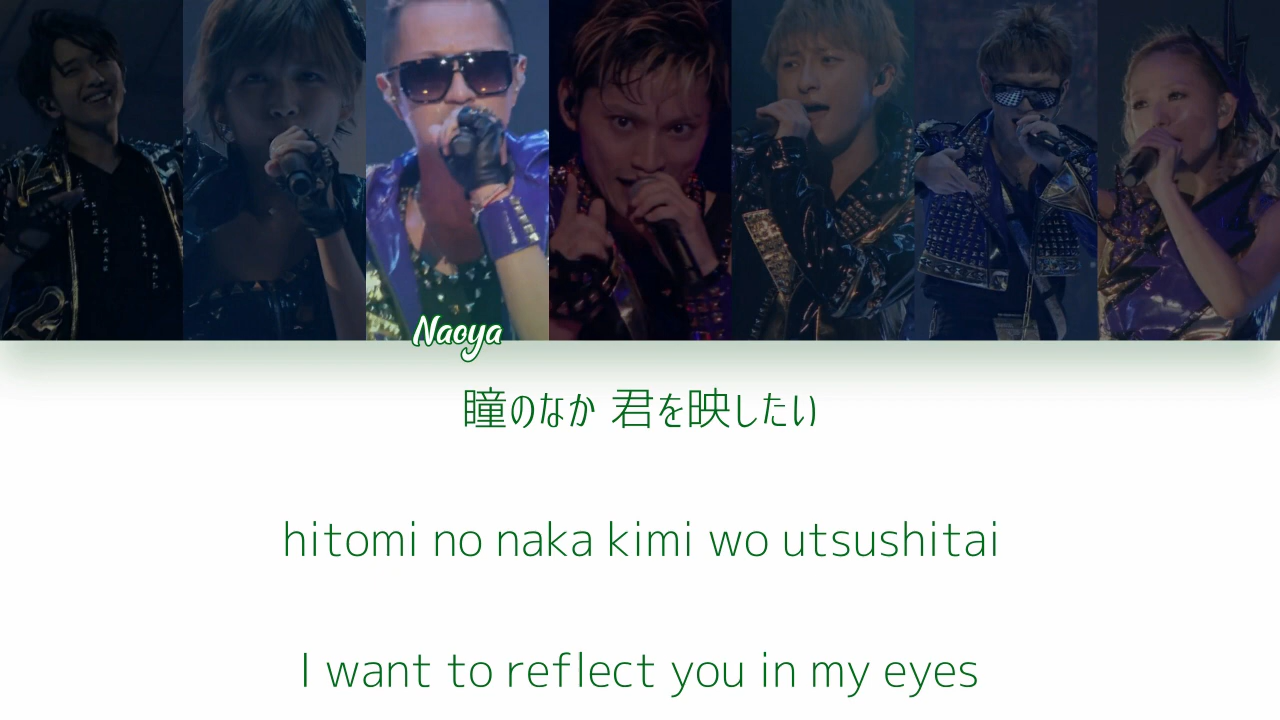 Naoya
瞳のなか 君を映したい
hitomi no naka kimi wo utsushitai
I want to reflect you in my eyes